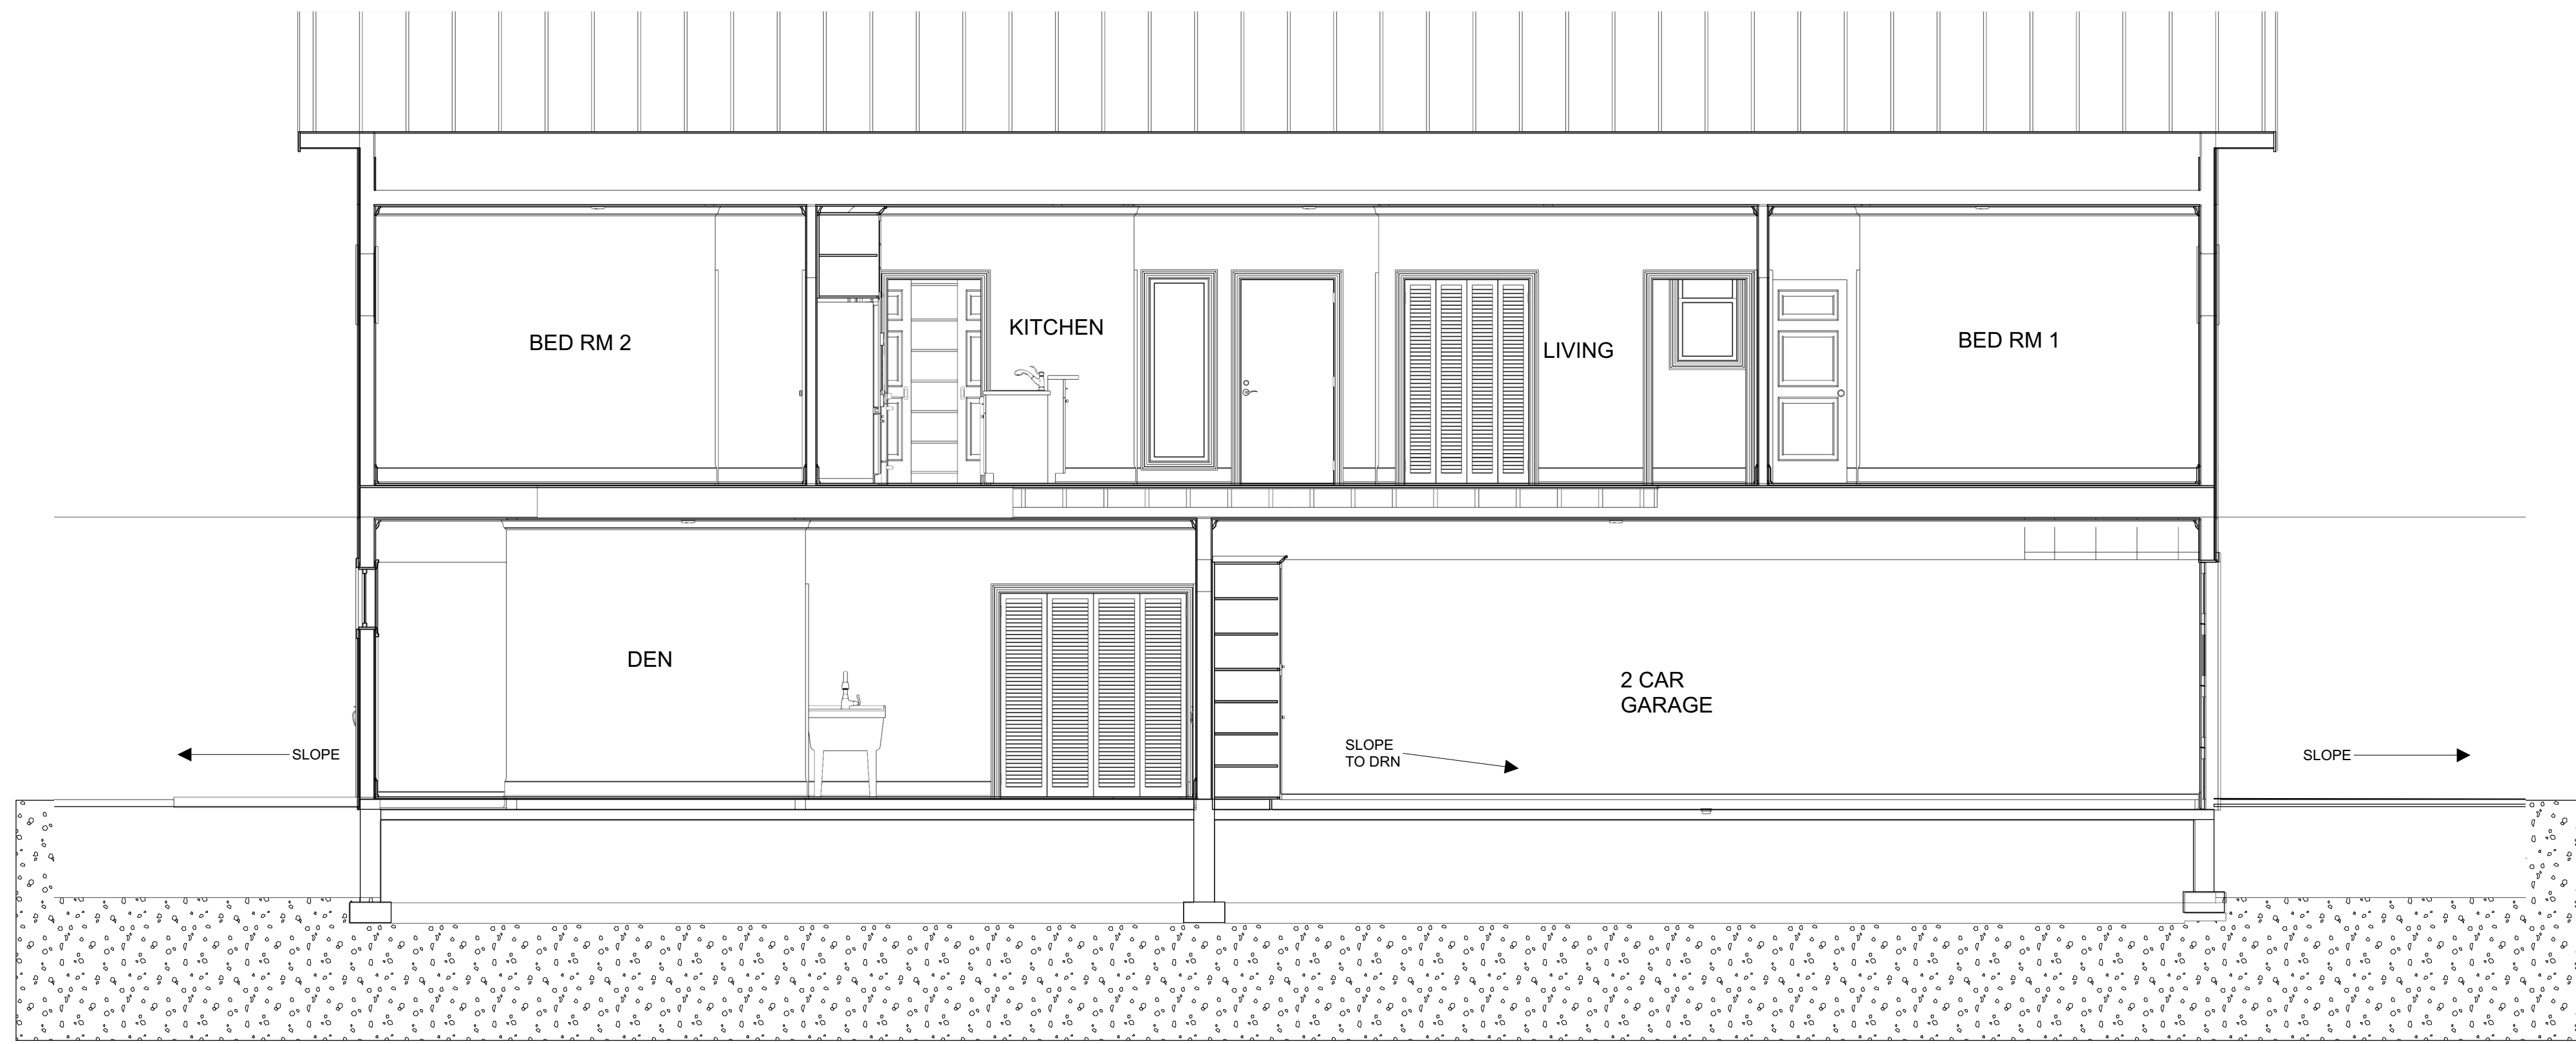 KITCHEN
BED RM 2
LIVING
BED RM 1
DEN
2 CAR
GARAGE
SLOPE
SLOPE
TO DRN
SLOPE